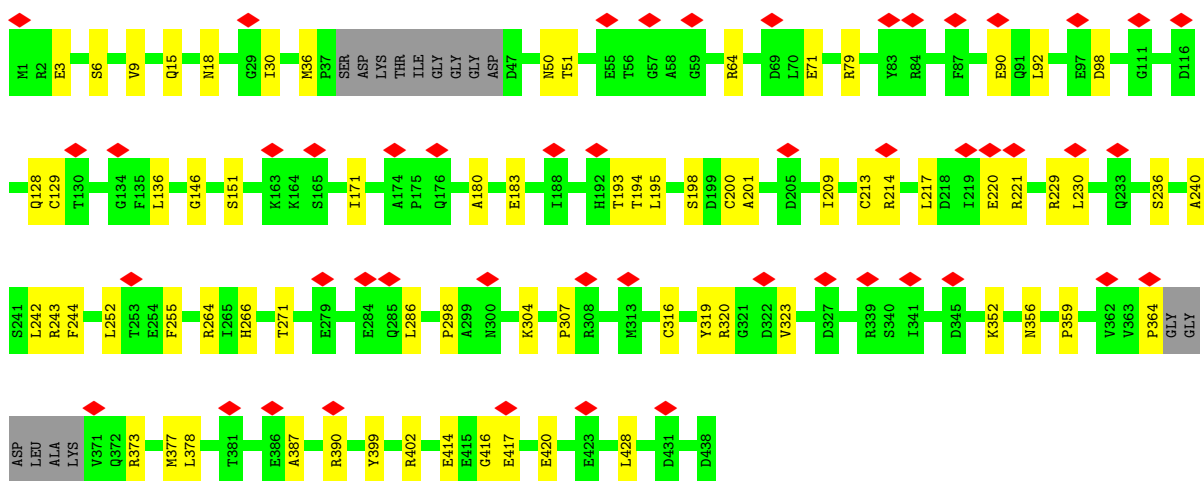 M1 R2 E3 S6 V9 Q15 N18 G29 I30 M36 P37 SER ASP LYS THR ILE GLY GLY GLY ASP D47 N50 T51 E55 T56 G57 A58 G59 R64 D69 L70 E71 R79 Y83 R84 F87 E90 Q91 L92 E97 D98 G111 D116
Q128 C129 T130 G134 F135 L136 G146 S151 K163 K164 S165 I171 A174 P175 Q176 A180 E183 I188 H192 T193 T194 L195 S198 D199 C200 A201 D205 I209 C213 R214 L217 D218 I219 E220 R221 R229 L230 Q233 S236 A240
S241 L242 R243 F244 L252 T253 E254 F255 R264 I265 H266 T271 E279 E284 Q285 L286 P298 A299 N300 K304 P307 R308 M313 C316 Y319 R320 G321 D322 V323 D327 R339 S340 I341 D345 K352 N356 P359 V362 V363 P364 GLY GLY
ASP LEU ALA LYS V371 Q372 R373 M377 L378 T381 E386 A387 R390 Y399 R402 E414 E415 G416 E417 E420 E423 L428 D431 D438